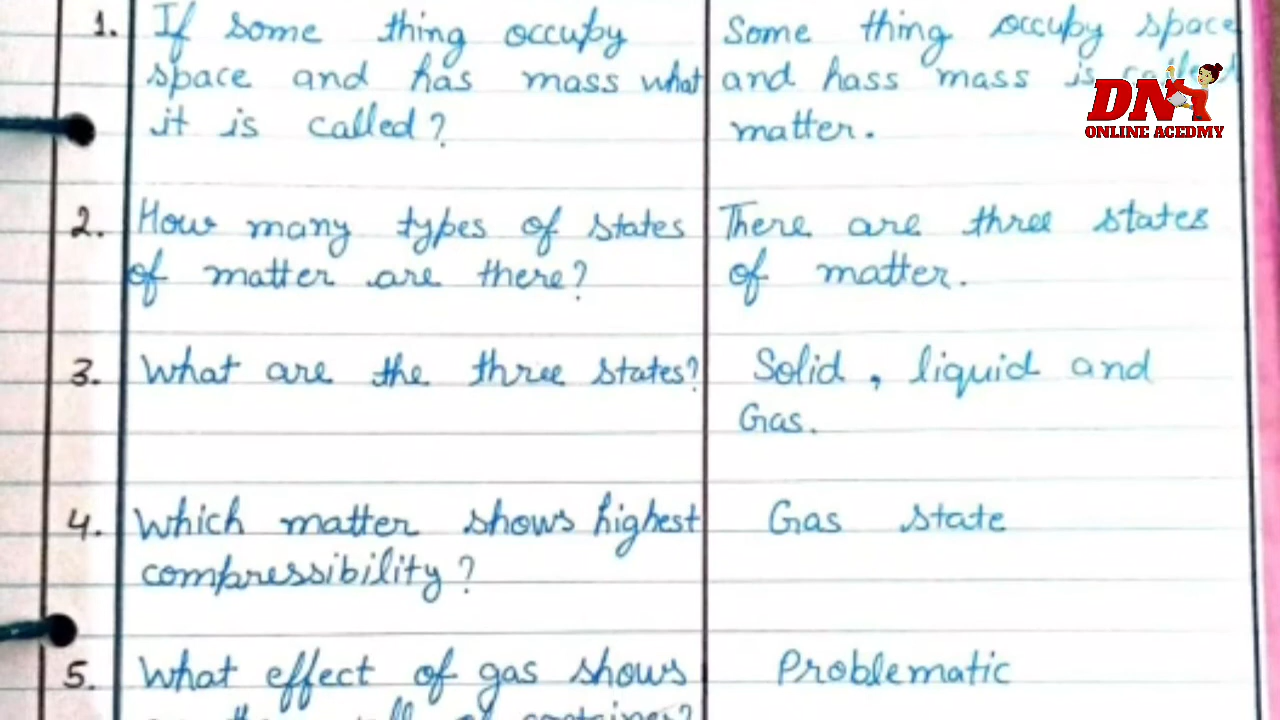 1. If some thing occupy
space and has mass what
it is called?
Some thing occupy space
and hass mass is called
matter.
DN
ONLINE ACEDMY
2. How many types of states
of matter are there?
There are three states
of matter.
3. What are the three states?
Solid, liquid and
Gas.
4. Which matter shows highest
compressibility?
Gas state
5. What effect of gas shows
container?
Problematic